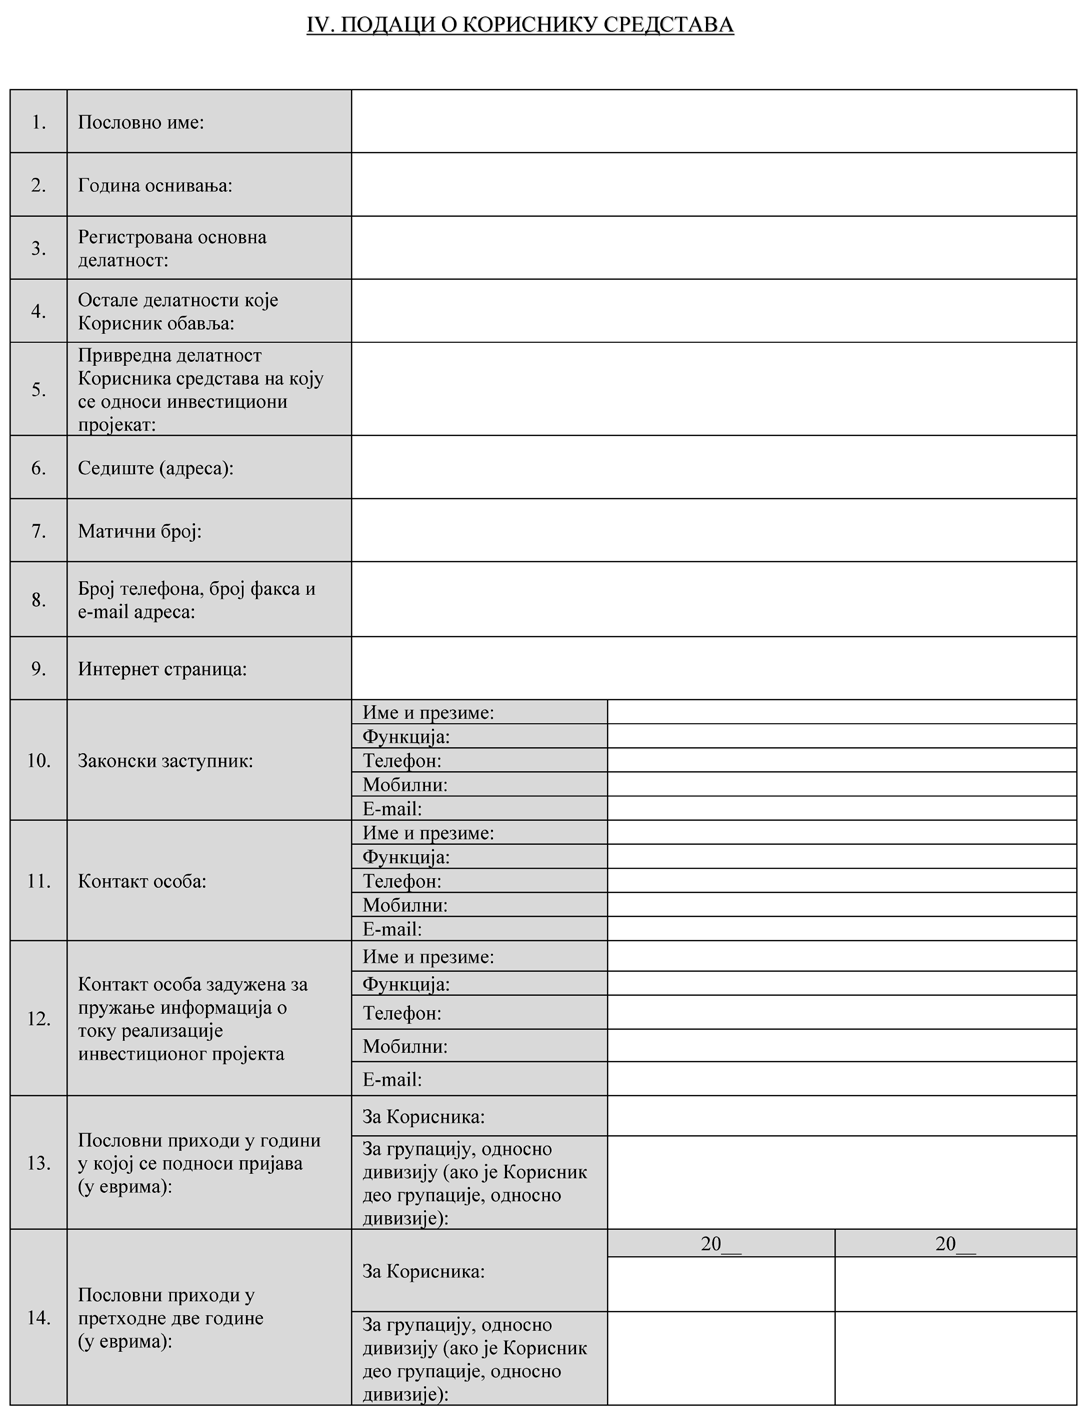 IV. ПОДАЦИ О КОРИСНИКУ СРЕДСТАВА
1. Пословно име:
2. Година оснивања:
3. Регистрована основна
делатност:
4. Остале делатности које
Корисник обавља:
5. Привредна делатност
Корисника средстава на коју
се односи инвестициони
пројекат:
6. Седиште (адреса):
7. Матични број:
8. Број телефона, број факса и
e-mail адреса:
9. Интернет страница:
10. Законски заступник:
Име и презиме:
Функција:
Телефон:
Мобилни:
E-mail:
11. Контакт особа:
Име и презиме:
Функција:
Телефон:
Мобилни:
E-mail:
12. Контакт особа задужена за
пружање информација о
току реализације
инвестиционог пројекта
Име и презиме:
Функција:
Телефон:
Мобилни:
E-mail:
13. Пословни приходи у години
у којој се подноси пријава
(у еврима):
За Корисника:
За групацију, односно
дивизију (ако је Корисник
део групације, односно
дивизије):
14. Пословни приходи у
претходне две године
(у еврима):
20__ 20__
За Корисника:
За групацију, односно
дивизију (ако је Корисник
део групације, односно
дивизије):